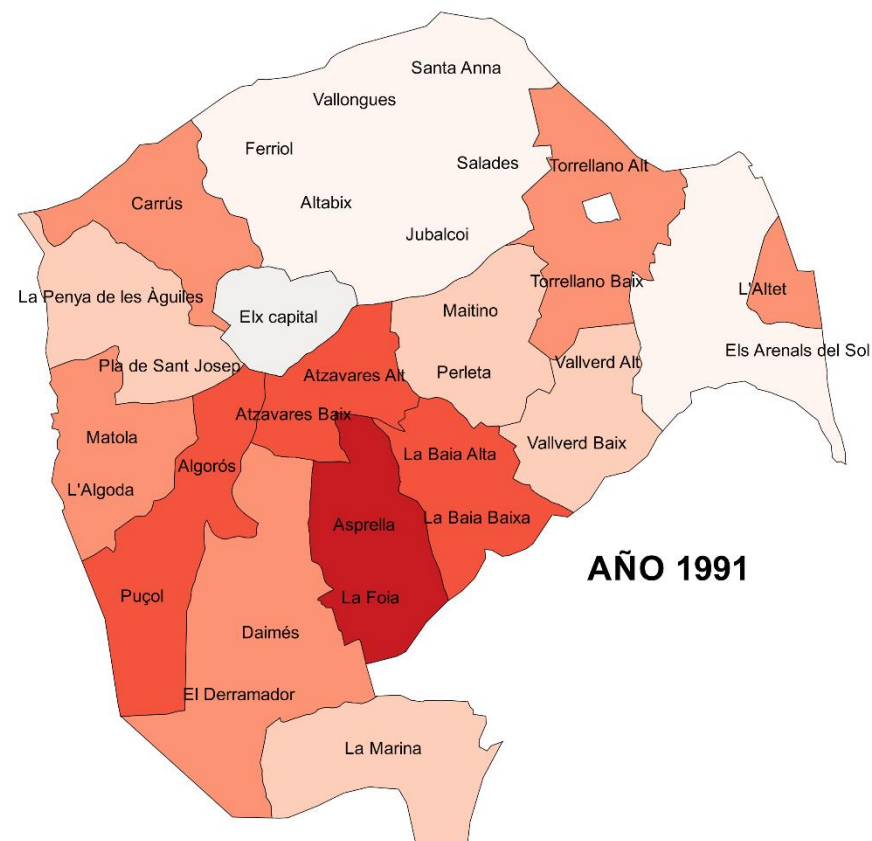 Santa Anna
Vallongues
Ferriol
Salades
Torrellano Alt
Carrús
Altabix
Jubalcoi
La Penya de les Àguiles
Elx capital
Maitino
Torrellano Baix
L'Altet
Els Arenals del Sol
Pla de Sant Josep
Atzavares Alt
Perleta
Vallverd Alt
Atzavares Baix
Matola
Algorós
La Baia Alta
Vallverd Baix
L'Algoda
Asprella
La Baia Baixa
AÑO 1991
Puçol
La Foia
Daimés
El Derramador
La Marina